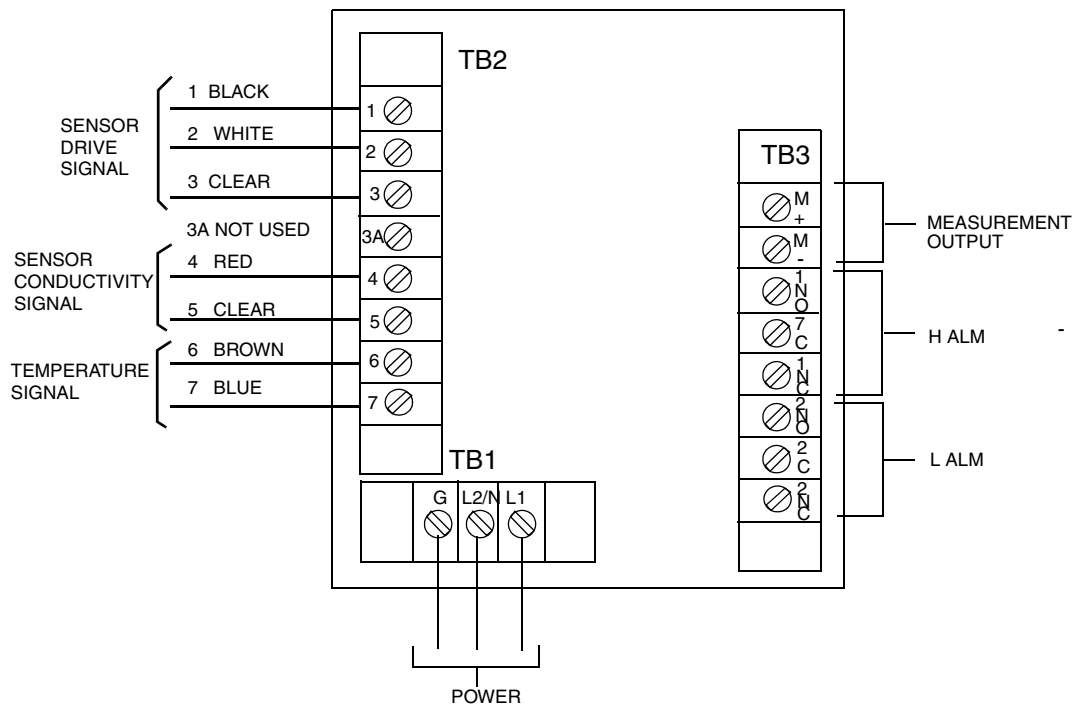 TB2
1 BLACK
2 WHITE
3 CLEAR
3A NOT USED
4 RED
5 CLEAR
6 BROWN
7 BLUE
SENSOR
DRIVE
SIGNAL
SENSOR
CONDUCTIVITY
SIGNAL
TEMPERATURE
SIGNAL
1
2
3
3A
4
5
6
7
TB1
G L2/N L1
POWER
TB3
M
+
M
-
1
N
O
7
C
1
N
C
2
N
O
2
C
2
N
C
MEASUREMENT
OUTPUT
H ALM
-
L ALM